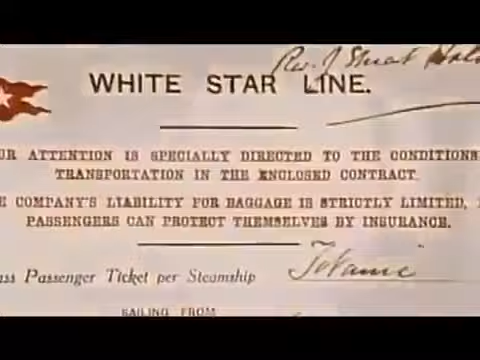 Rev. J Stuart Hol
WHITE STAR LINE.
UR ATTENTION IS SPECIALLY DIRECTED TO THE CONDITIONS
TRANSPORTATION IN THE ENCLOSED CONTRACT.
E COMPANY'S LIABILITY FOR BAGGAGE IS STRICTLY LIMITED,
PASSENGERS CAN PROTECT THEMSELVES BY INSURANCE.
ass Passenger Ticket per Steamship Titanic
SAILING FROM